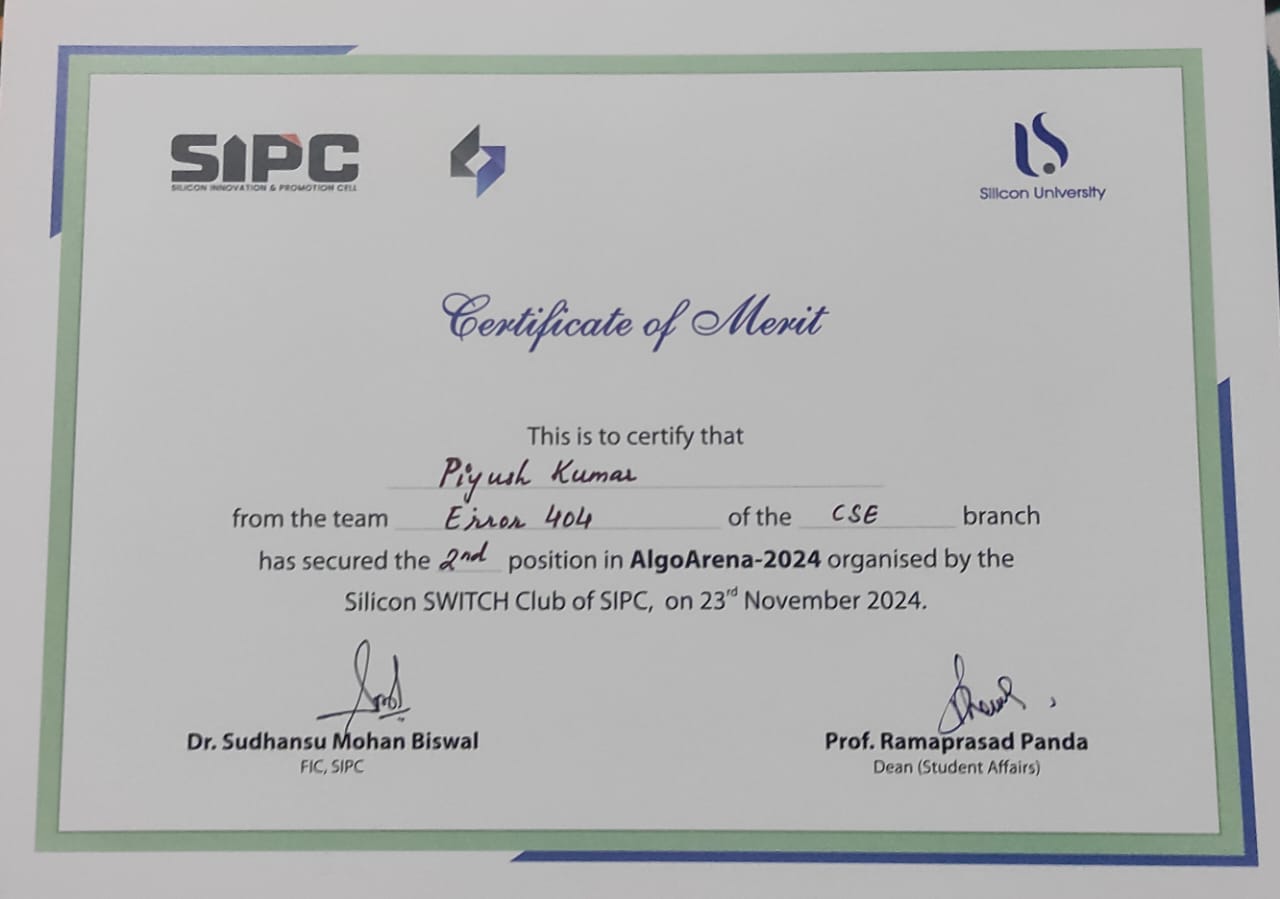 SIPC
SILICON INNOVATION & PROMOTION CELL
Silicon University
Certificate of Merit
This is to certify that
Piyush Kumar
from the team Error 404 of the CSE branch
has secured the 2nd position in AlgoArena-2024 organised by the
Silicon SWITCH Club of SIPC, on 23rd November 2024.
Dr. Sudhansu Mohan Biswal
FIC, SIPC
Prof. Ramaprasad Panda
Dean (Student Affairs)